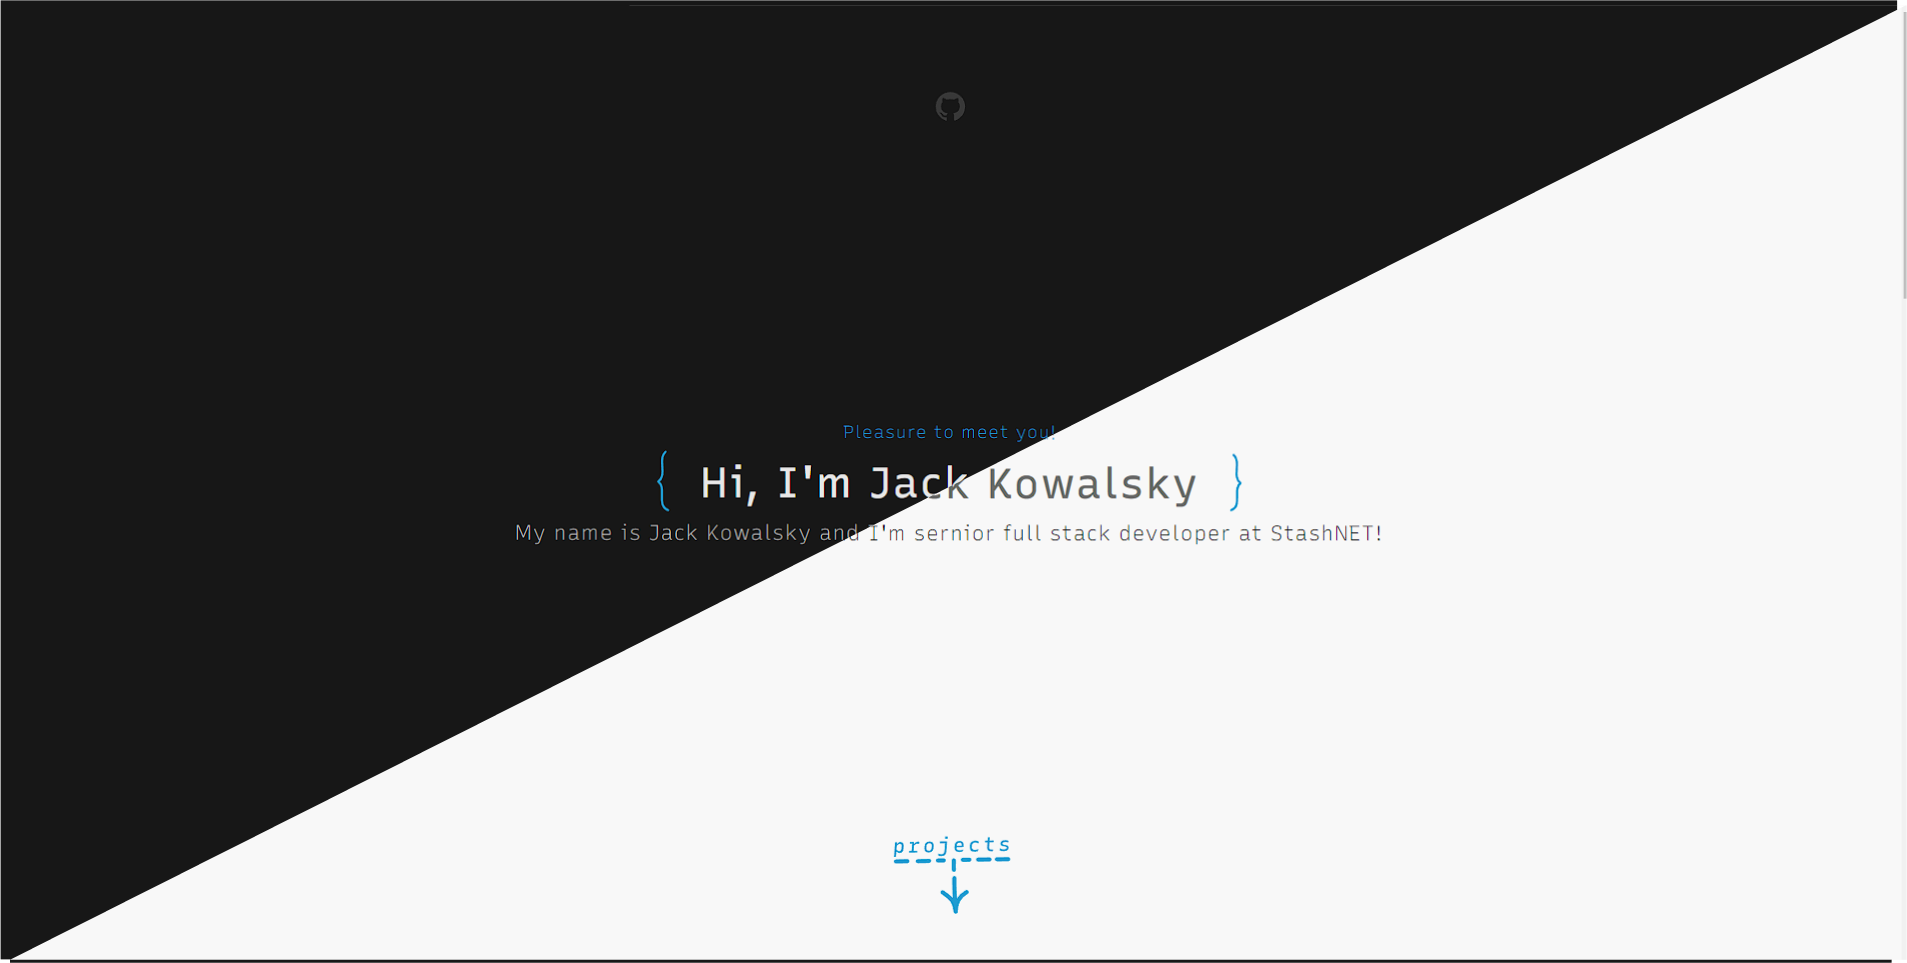 Pleasure to meet you!
{ Hi, I'm Jack Kowalsky }
My name is Jack Kowalsky and I'm sernior full stack developer at StashNET!
projects